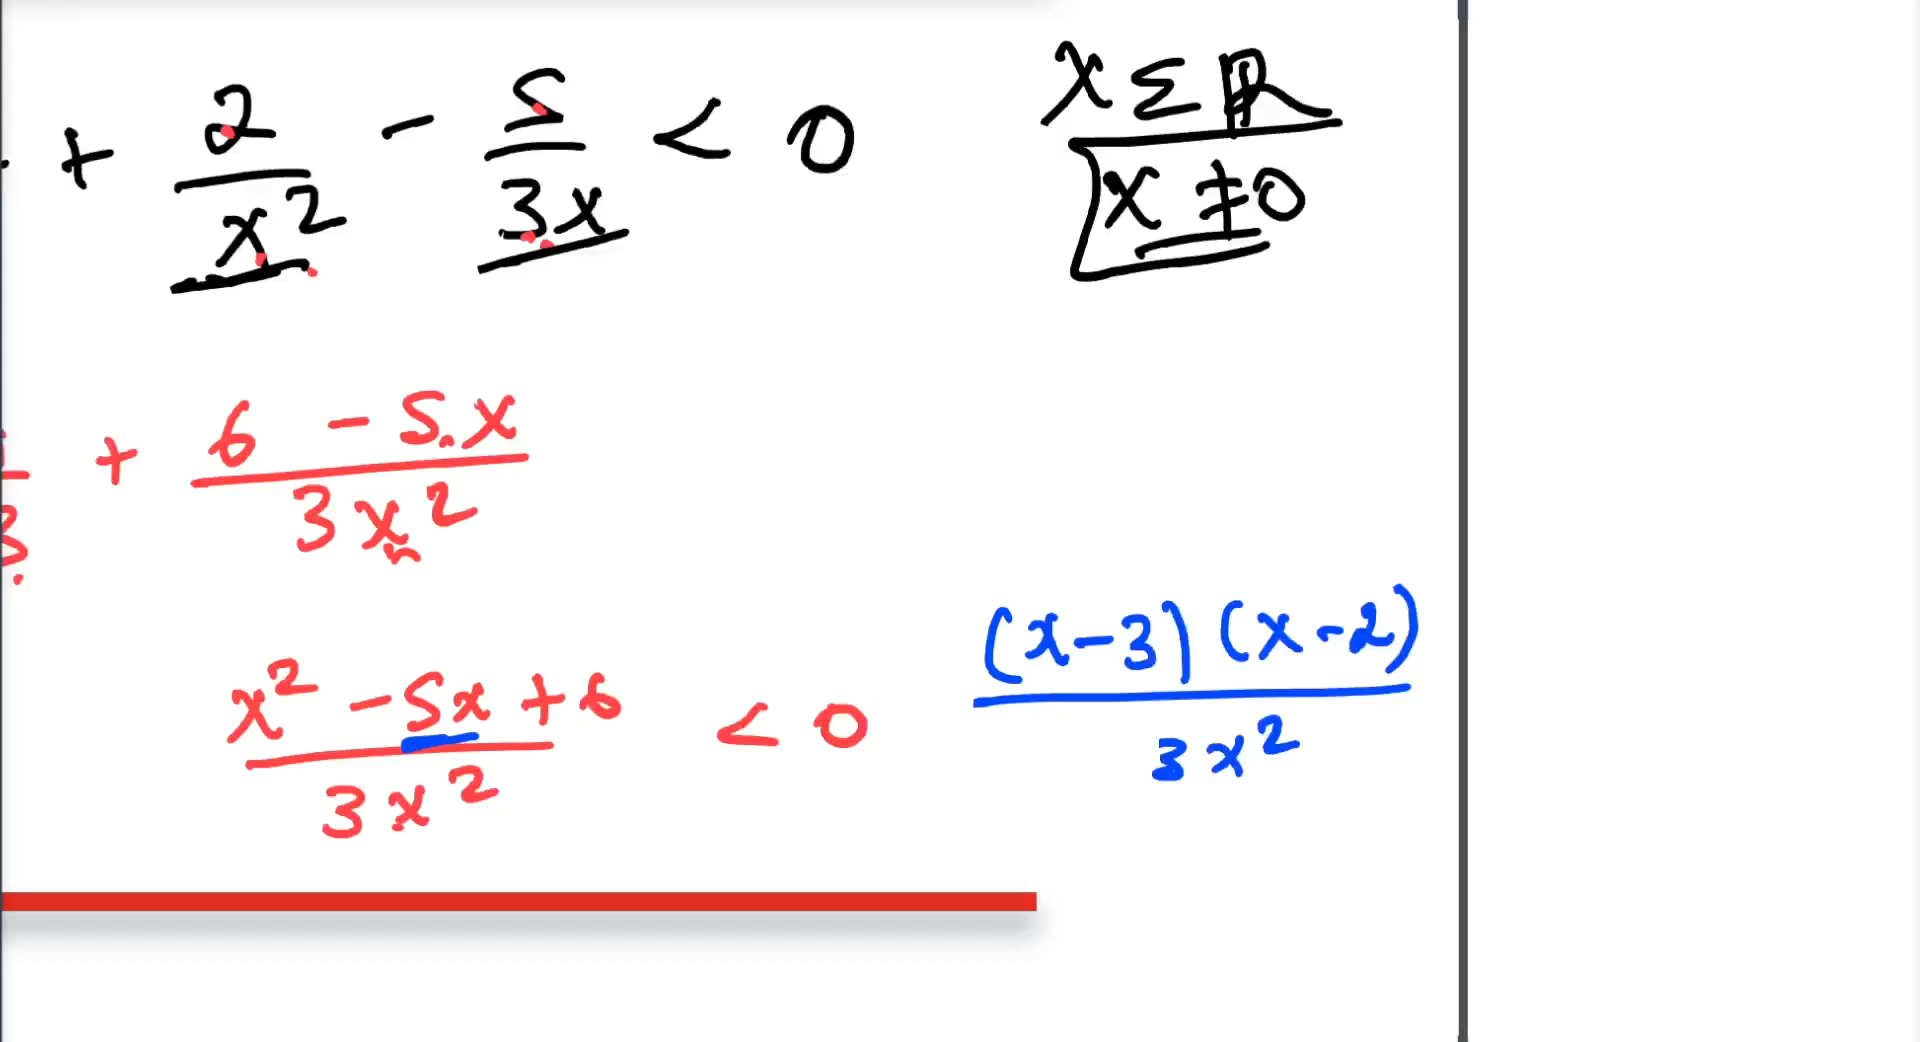 + 2/x² - 5/3x < 0
x ∈ ℝ
x ≠ 0
+ (6 - 5.x)/3x²
(x-3)(x-2)/3x²
(x² - 5x + 6)/3x² < 0